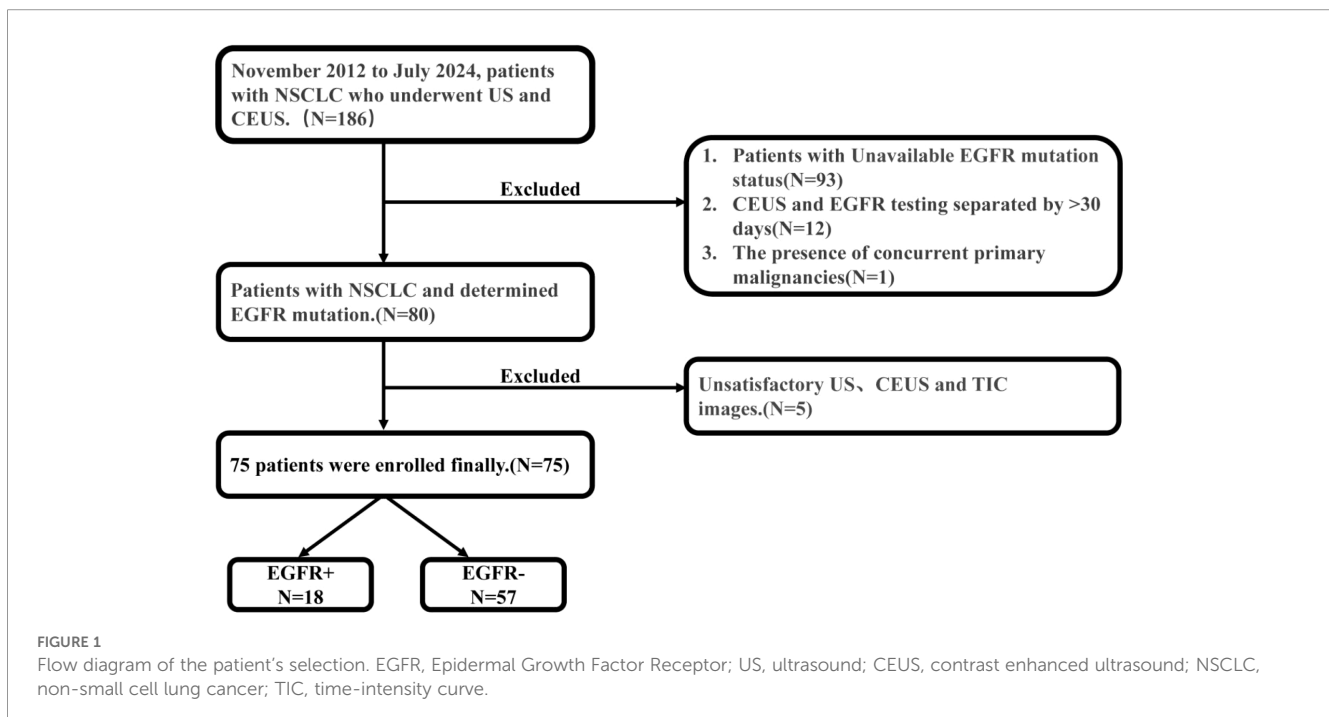 November 2012 to July 2024, patients
with NSCLC who underwent US and
CEUS.（N=186）
Excluded
1. Patients with Unavailable EGFR mutation
status(N=93)
2. CEUS and EGFR testing separated by >30
days(N=12)
3. The presence of concurrent primary
malignancies(N=1)
Patients with NSCLC and determined
EGFR mutation.(N=80)
Excluded
Unsatisfactory US、CEUS and TIC
images.(N=5)
75 patients were enrolled finally.(N=75)
EGFR+
N=18
EGFR-
N=57
FIGURE 1
Flow diagram of the patient’s selection. EGFR, Epidermal Growth Factor Receptor; US, ultrasound; CEUS, contrast enhanced ultrasound; NSCLC,
non-small cell lung cancer; TIC, time-intensity curve.